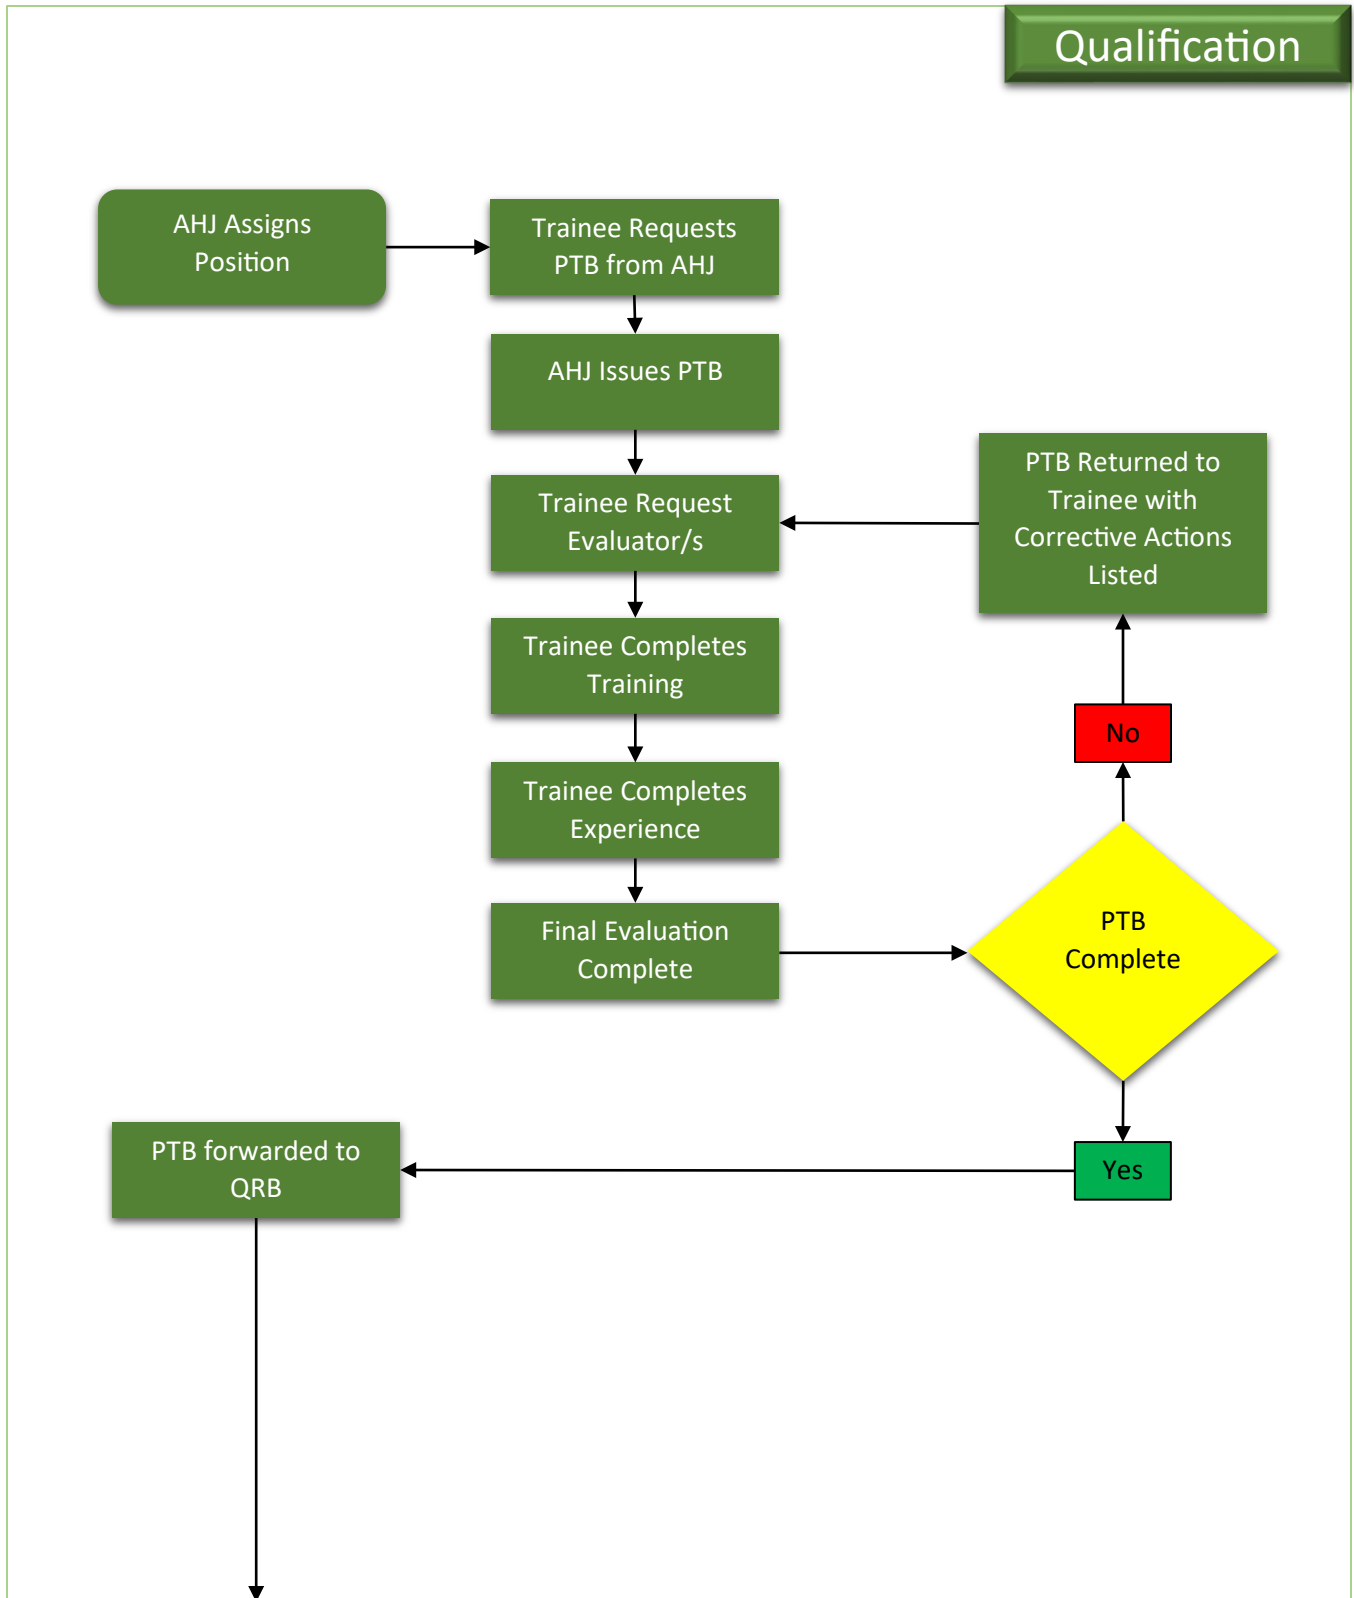 Qualification
AHJ Assigns
Position
Trainee Requests
PTB from AHJ
AHJ Issues PTB
Trainee Request
Evaluator/s
PTB Returned to
Trainee with
Corrective Actions
Listed
Trainee Completes
Training
No
Trainee Completes
Experience
Final Evaluation
Complete
PTB
Complete
PTB forwarded to
QRB
Yes